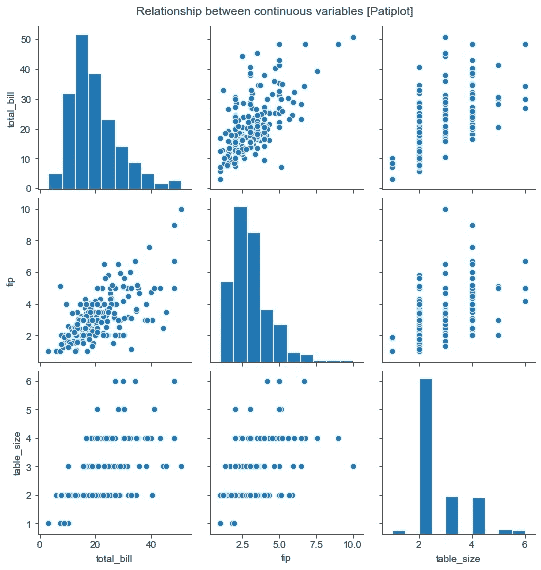 Relationship between continuous variables [Patiplot]
50
40
30
20
10
0
total_bill
10
8
6
4
2
fip
6
5
4
3
2
1
table_size
0 20 40
total_bill
2.5 5.0 7.5 10.0
fip
2 4 6
table_size